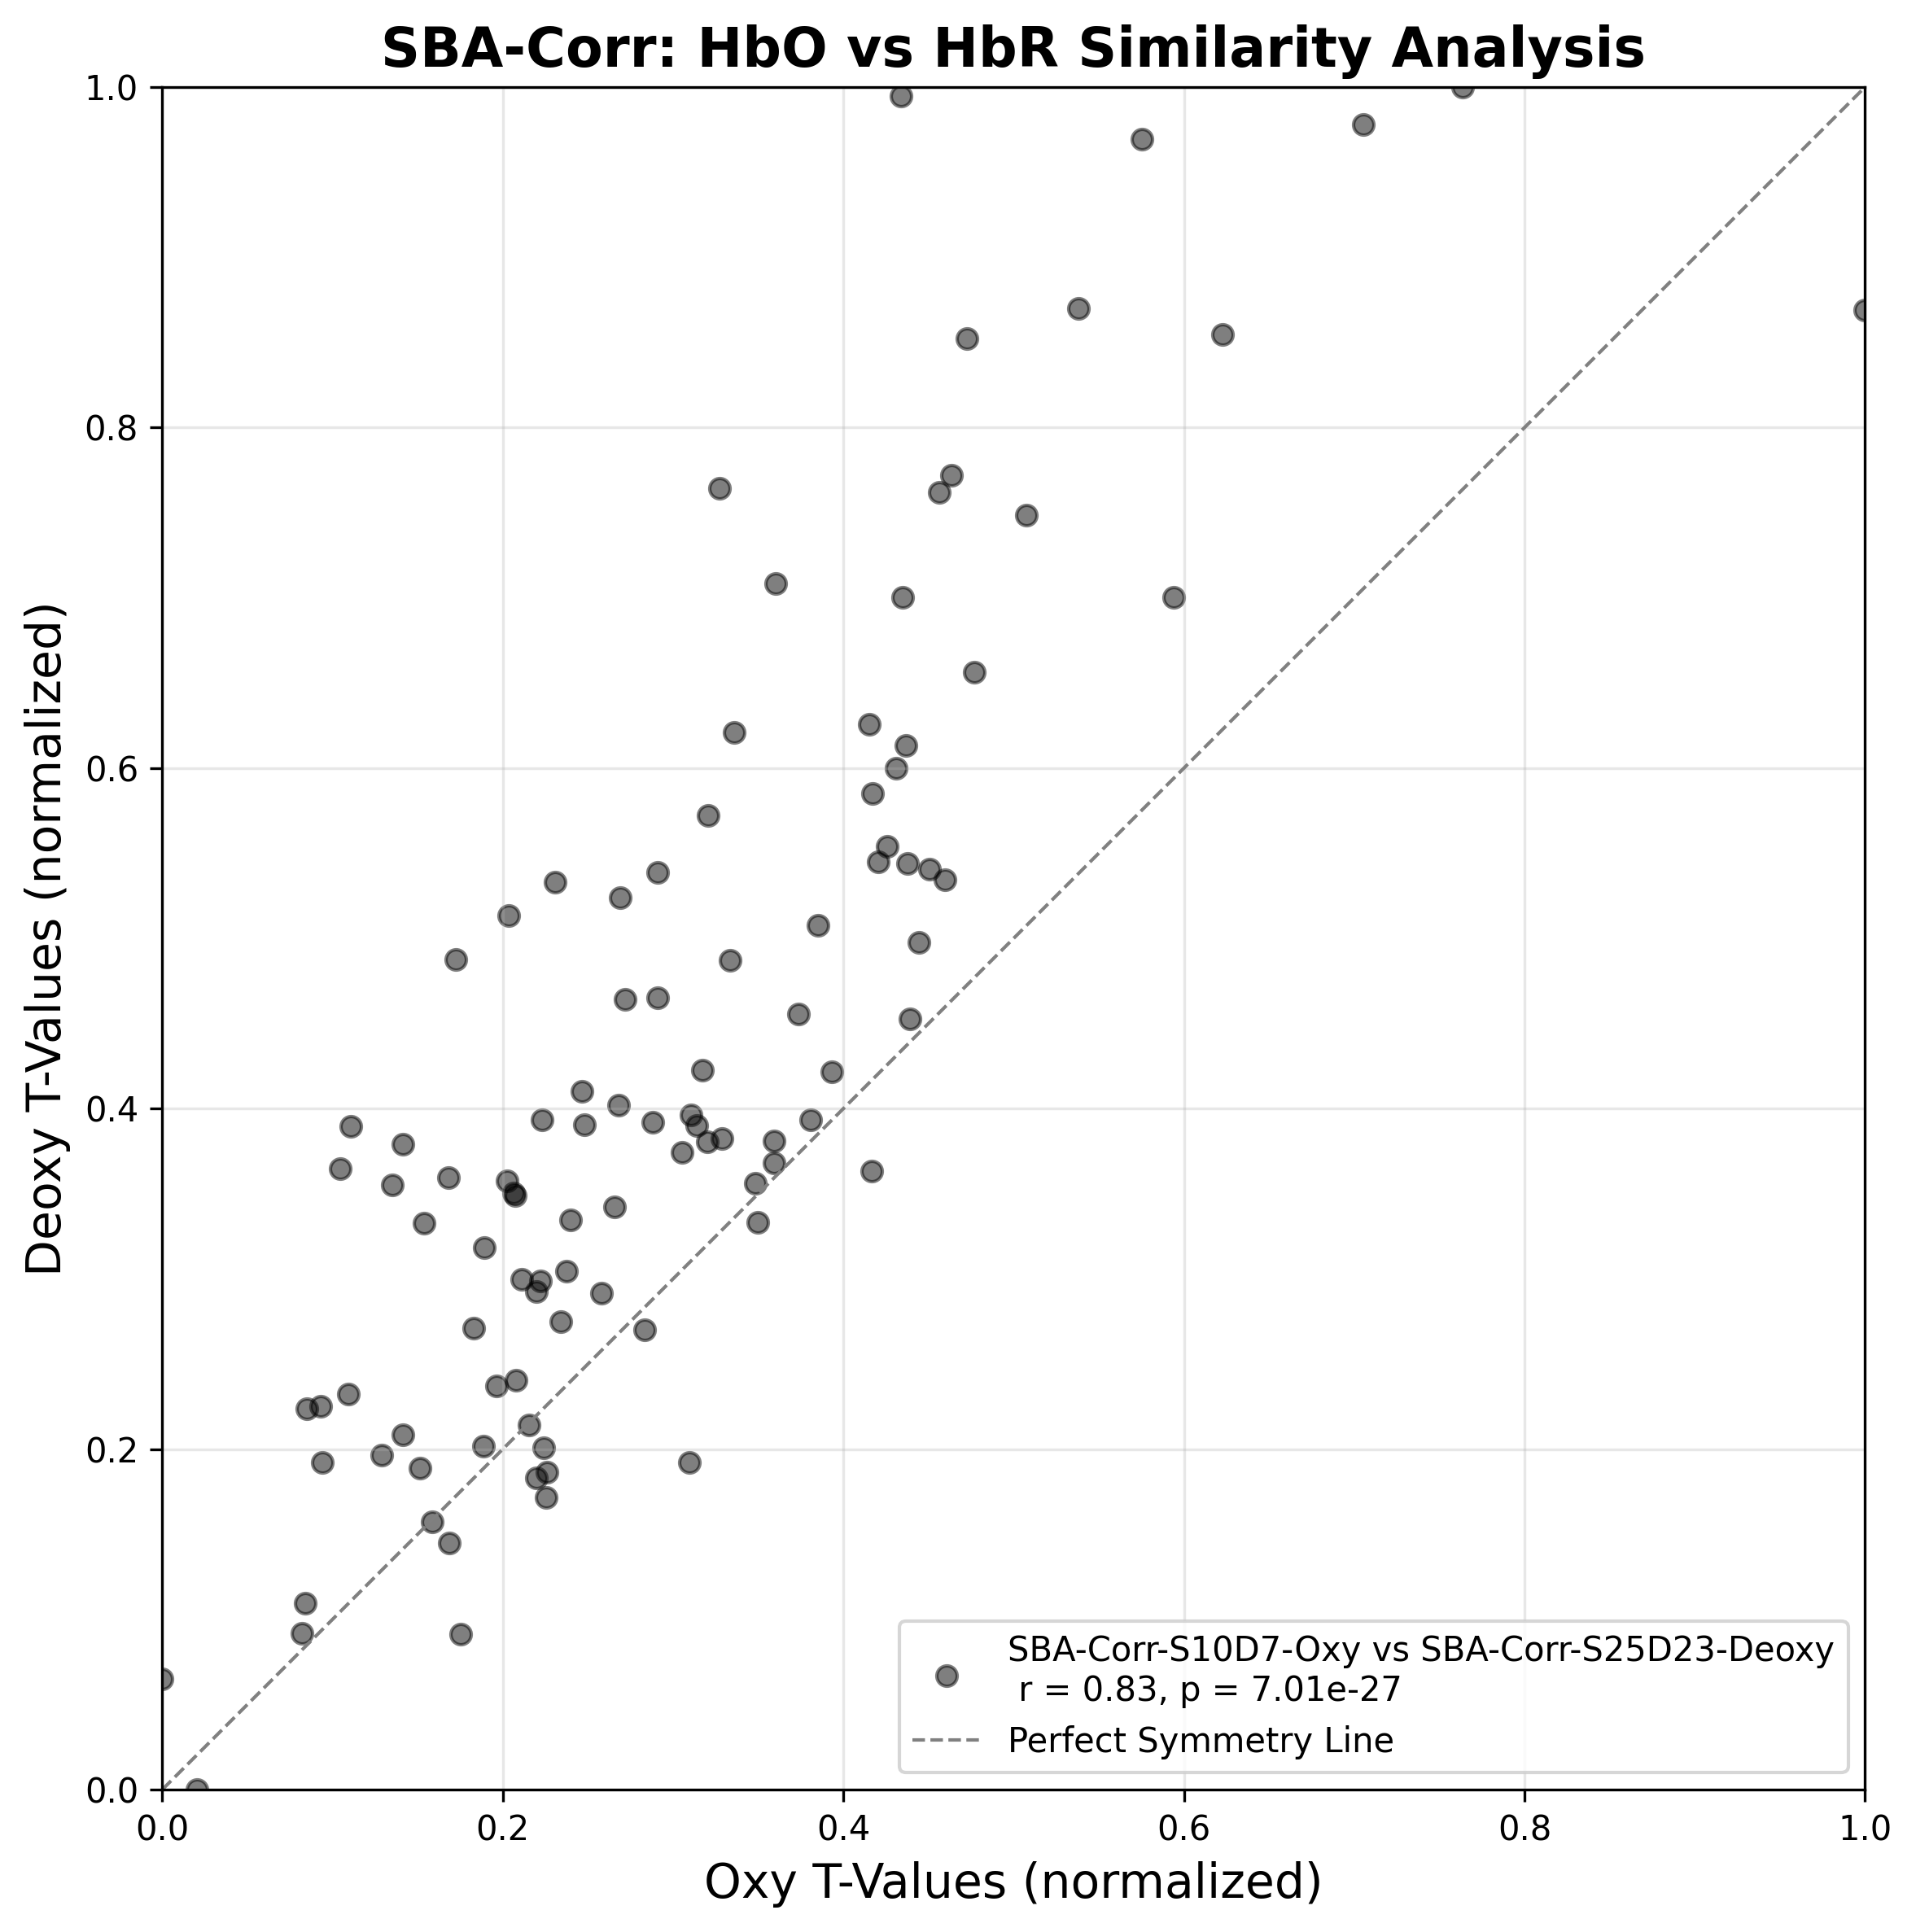 SBA-Corr: HbO vs HbR Similarity Analysis
1.0
0.8
0.6
0.4
0.2
0.0
Deoxy T-Values (normalized)
SBA-Corr-S10D7-Oxy vs SBA-Corr-S25D23-Deoxy
r = 0.83, p = 7.01e-27
Perfect Symmetry Line
0.0 0.2 0.4 0.6 0.8 1.0
Oxy T-Values (normalized)